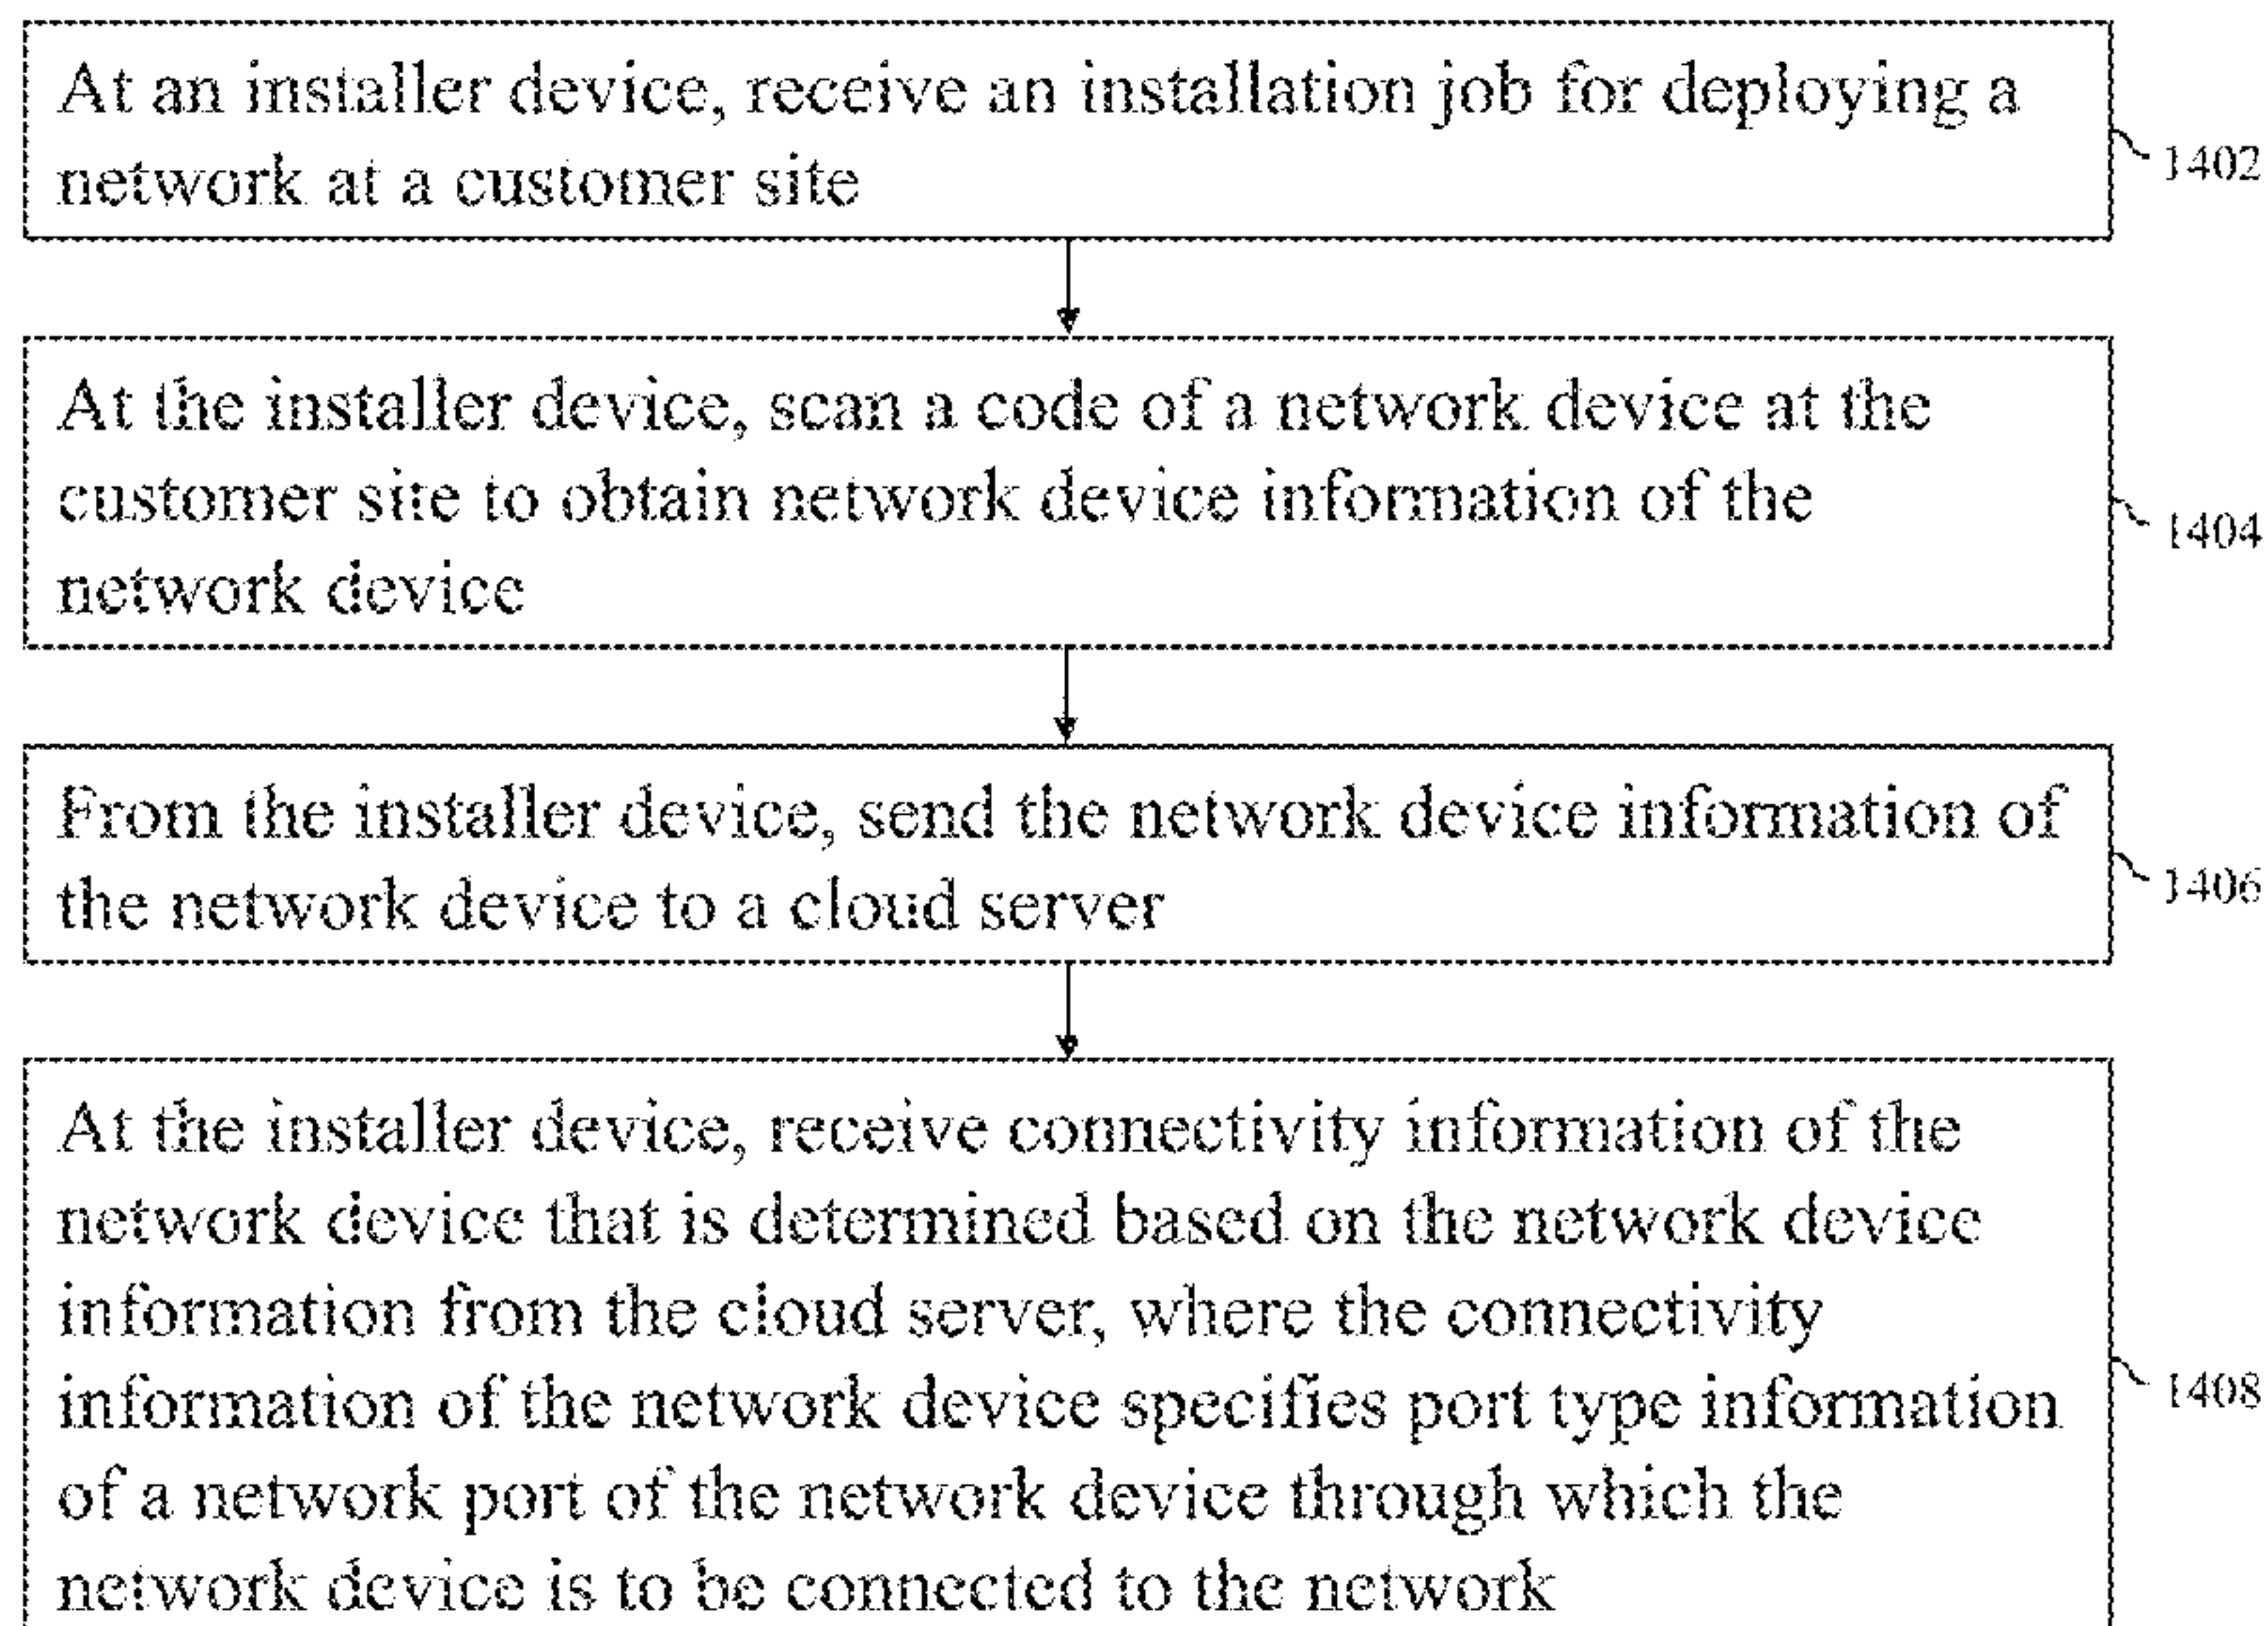 At an installer device, receive an installation job for deploying a
network at a customer site
1402
At the installer device, scan a code of a network device at the
customer site to obtain network device information of the
network device
1404
From the installer device, send the network device information of
the network device to a cloud server
1406
At the installer device, receive connectivity information of the
network device that is determined based on the network device
information from the cloud server, where the connectivity
information of the network device specifies port type information
of a network port of the network device through which the
network device is to be connected to the network
1408